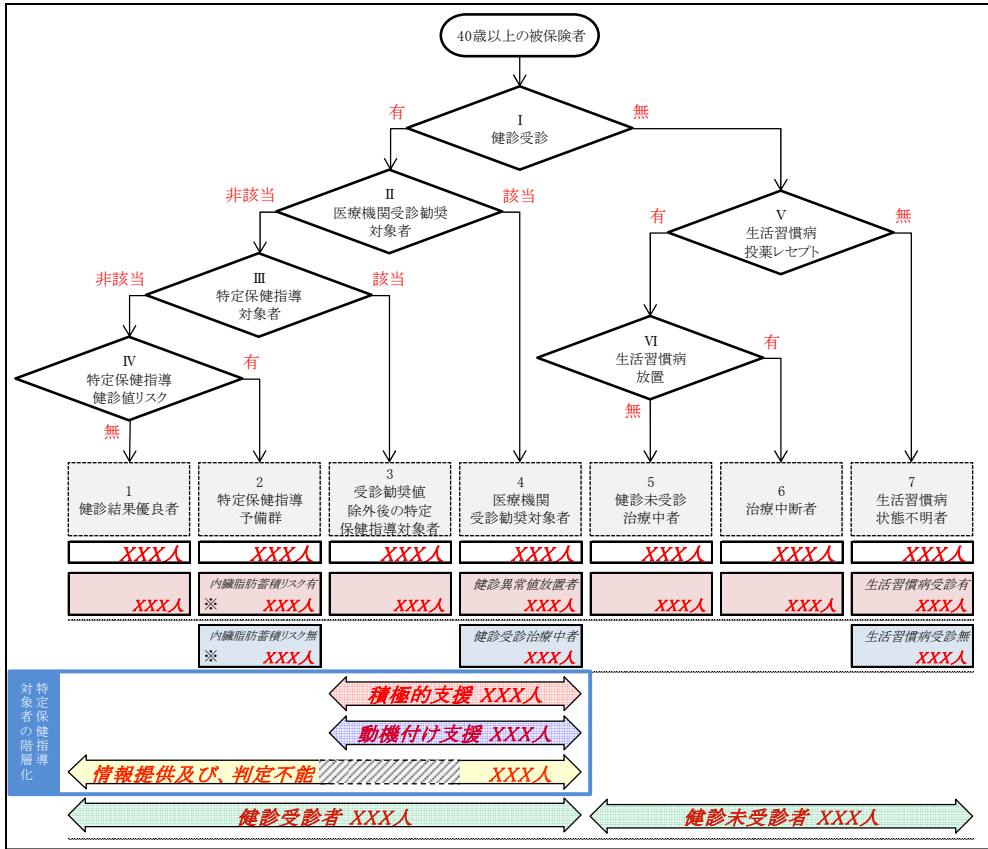 40歳以上の被保険者
Ⅰ
健診受診
有
無
Ⅱ
医療機関受診勧奨
対象者
非該当
該当
Ⅴ
生活習慣病
投薬レセプト
有
無
Ⅲ
特定保健指導
対象者
非該当
該当
Ⅵ
生活習慣病
放置
有
無
Ⅳ
特定保健指導
健診値リスク
有
無
1
健診結果優良者
2
特定保健指導
予備群
3
受診勧奨値
除外後の特定
保健指導対象者
4
医療機関
受診勧奨対象者
5
健診未受診
治療中者
6
治療中断者
7
生活習慣病
状態不明者
XXX人
XXX人
XXX人
XXX人
XXX人
XXX人
XXX人
XXX人
内臓脂肪蓄積リスク有
※ XXX人
XXX人
健診異常値放置者
XXX人
XXX人
XXX人
生活習慣病受診有
XXX人
内臓脂肪蓄積リスク無
※ XXX人
健診受診治療中者
XXX人
生活習慣病受診無
XXX人
特定保健指導
対象者の階層化
積極的支援 XXX人
動機付け支援 XXX人
情報提供及び、判定不能 XXX人
健診受診者 XXX人
健診未受診者 XXX人